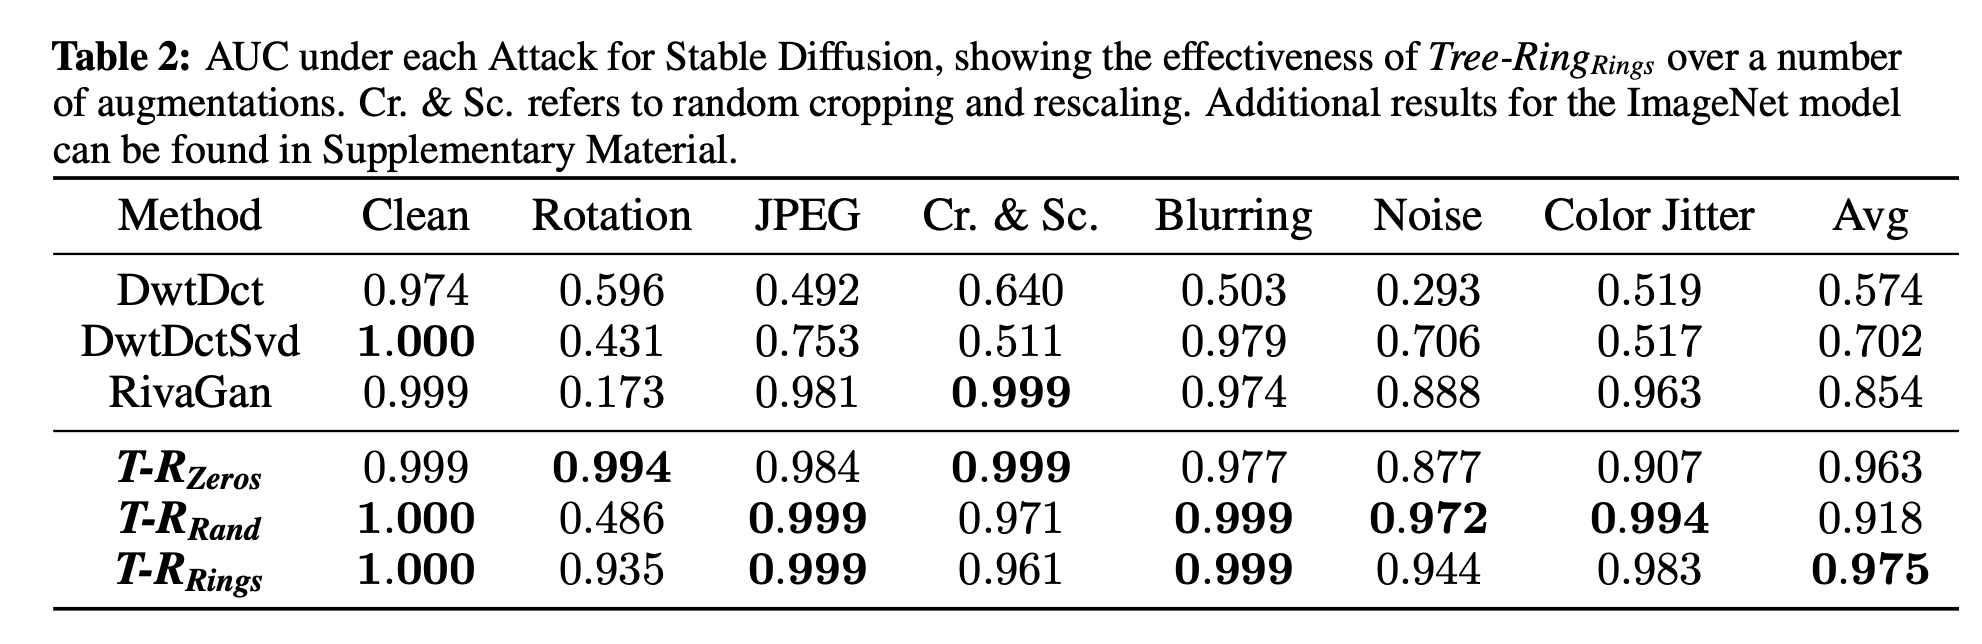 Table 2: AUC under each Attack for Stable Diffusion, showing the effectiveness of Tree-RingRings over a number
of augmentations. Cr. & Sc. refers to random cropping and rescaling. Additional results for the ImageNet model
can be found in Supplementary Material.
Method Clean Rotation JPEG Cr. & Sc. Blurring Noise Color Jitter Avg
DwtDct 0.974 0.596 0.492 0.640 0.503 0.293 0.519 0.574
DwtDctSvd 1.000 0.431 0.753 0.511 0.979 0.706 0.517 0.702
RivaGan 0.999 0.173 0.981 0.999 0.974 0.888 0.963 0.854
T-RZeros 0.999 0.994 0.984 0.999 0.977 0.877 0.907 0.963
T-RRand 1.000 0.486 0.999 0.971 0.999 0.972 0.994 0.918
T-RRings 1.000 0.935 0.999 0.961 0.999 0.944 0.983 0.975